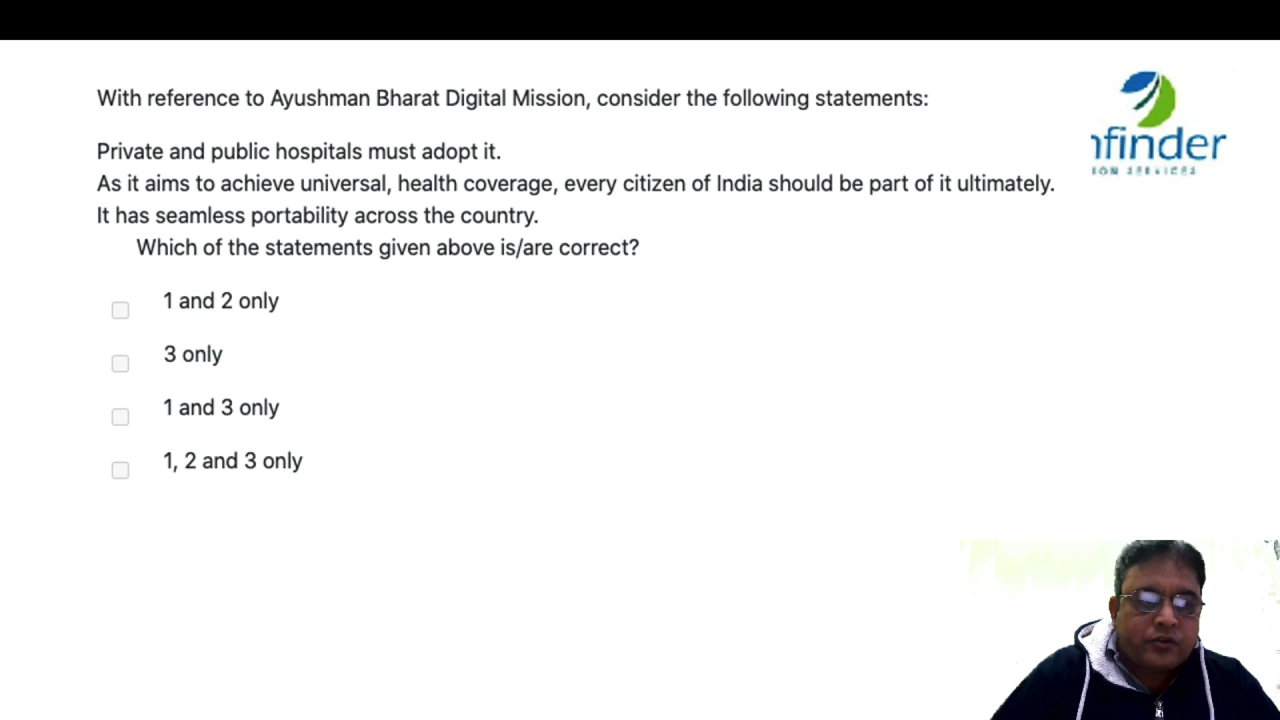 With reference to Ayushman Bharat Digital Mission, consider the following statements:
nfinder
Private and public hospitals must adopt it.
As it aims to achieve universal, health coverage, every citizen of India should be part of it ultimately.
It has seamless portability across the country.
Which of the statements given above is/are correct?
1 and 2 only
3 only
1 and 3 only
1, 2 and 3 only